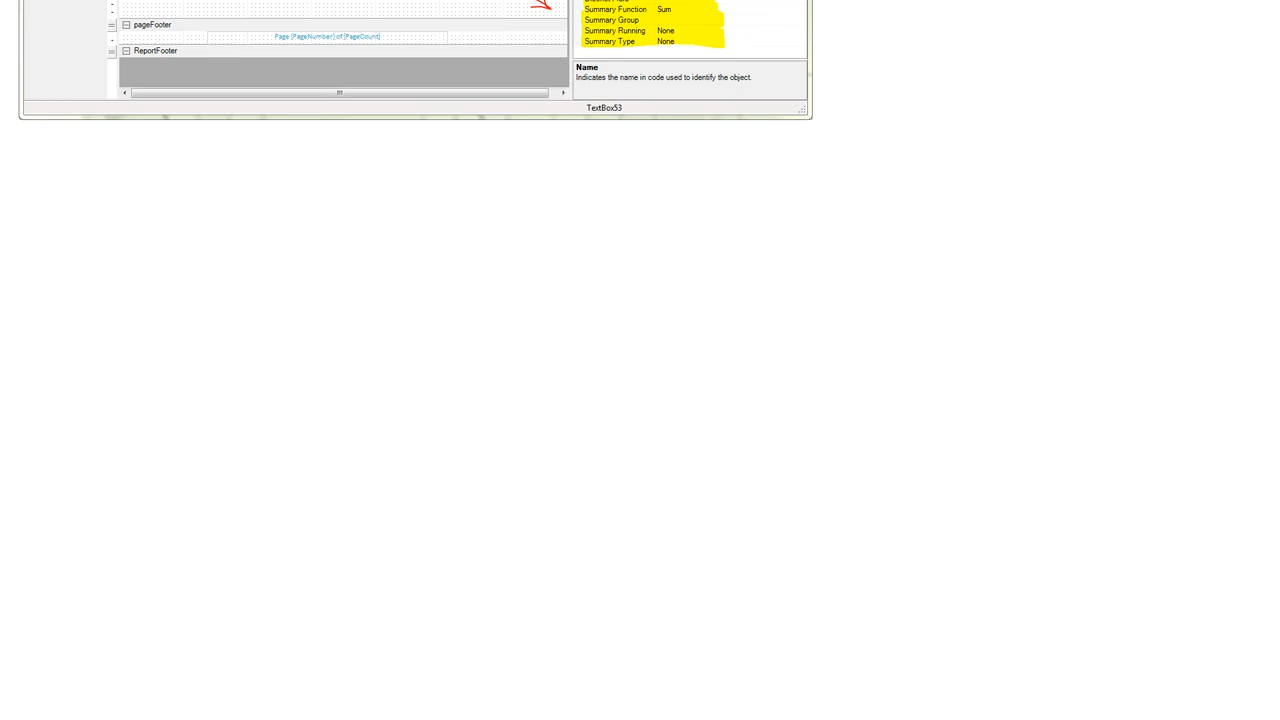 Summary Function Sum
Summary Group
Summary Running None
Summary Type None
pageFooter
Page {PageNumber} of {PageCount}
ReportFooter
Name
Indicates the name in code used to identify the object.
TextBox53